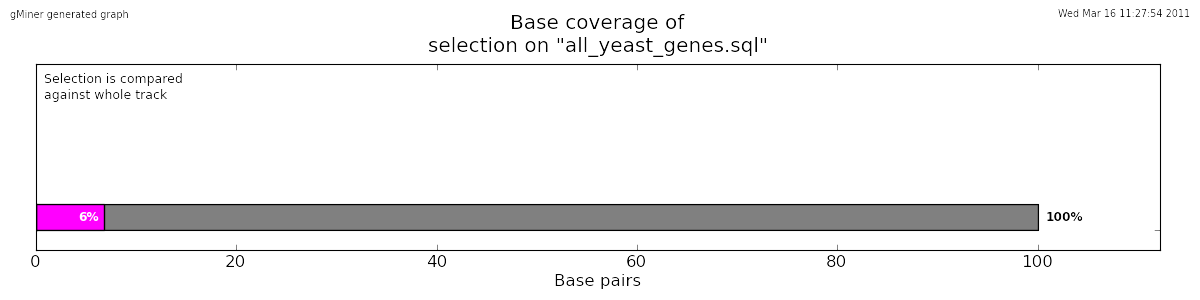 gMiner generated graph
Wed Mar 16 11:27:54 2011
Base coverage of
selection on "all_yeast_genes.sql"
Selection is compared
against whole track
6%
100%
0 20 40 60 80 100
Base pairs